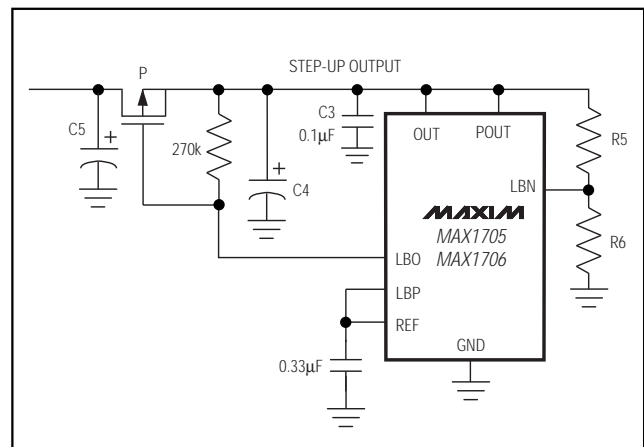 P
STEP-UP OUTPUT
C5
+
270k
+
C4
C3
0.1µF
OUT
POUT
R5
LBN
MAXIM
MAX1705
MAX1706
R6
LBO
LBP
REF
GND
0.33µF